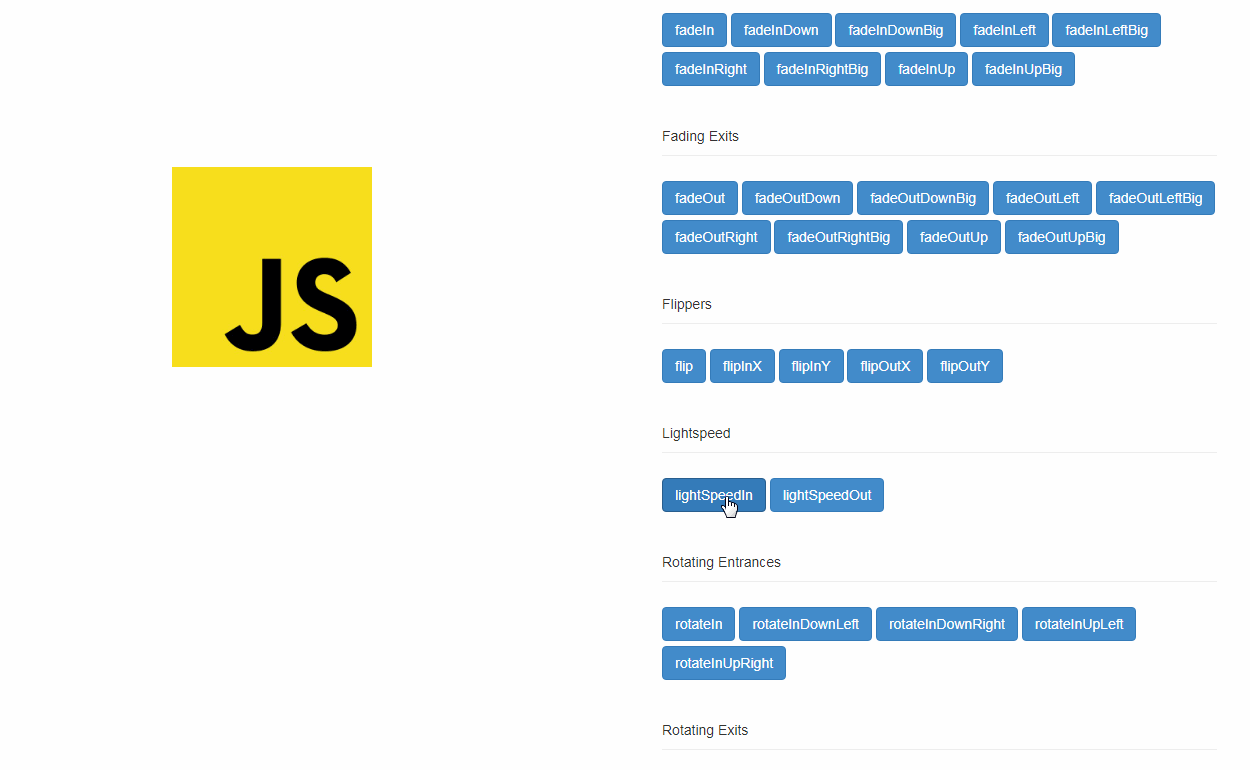 fadeIn fadeInDown fadeInDownBig fadeInLeft fadeInLeftBig
fadeInRight fadeInRightBig fadeInUp fadeInUpBig
Fading Exits
JS
fadeOut fadeOutDown fadeOutDownBig fadeOutLeft fadeOutLeftBig
fadeOutRight fadeOutRightBig fadeOutUp fadeOutUpBig
Flippers
flip flipInX flipInY flipOutX flipOutY
Lightspeed
lightSpeedIn lightSpeedOut
Rotating Entrances
rotateIn rotateInDownLeft rotateInDownRight rotateInUpLeft
rotateInUpRight
Rotating Exits